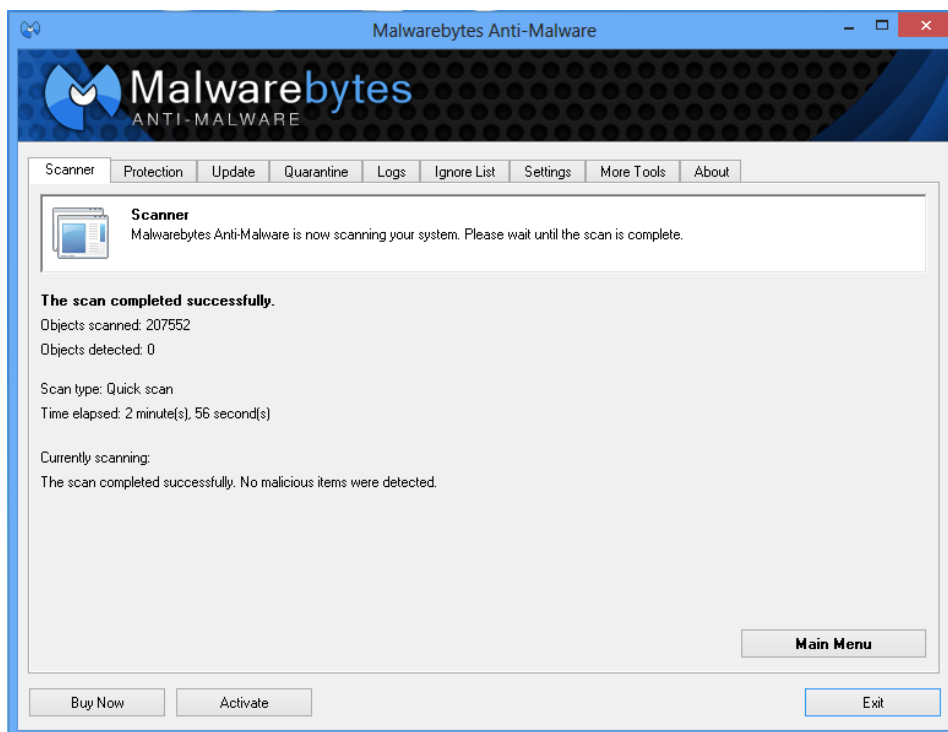 Malwarebytes Anti-Malware
Malwarebytes
ANTI-MALWARE
Scanner Protection Update Quarantine Logs Ignore List Settings More Tools About
Scanner
Malwarebytes Anti-Malware is now scanning your system. Please wait until the scan is complete.
The scan completed successfully.
Objects scanned: 207552
Objects detected: 0
Scan type: Quick scan
Time elapsed: 2 minute(s), 56 second(s)
Currently scanning:
The scan completed successfully. No malicious items were detected.
Main Menu
Buy Now Activate Exit